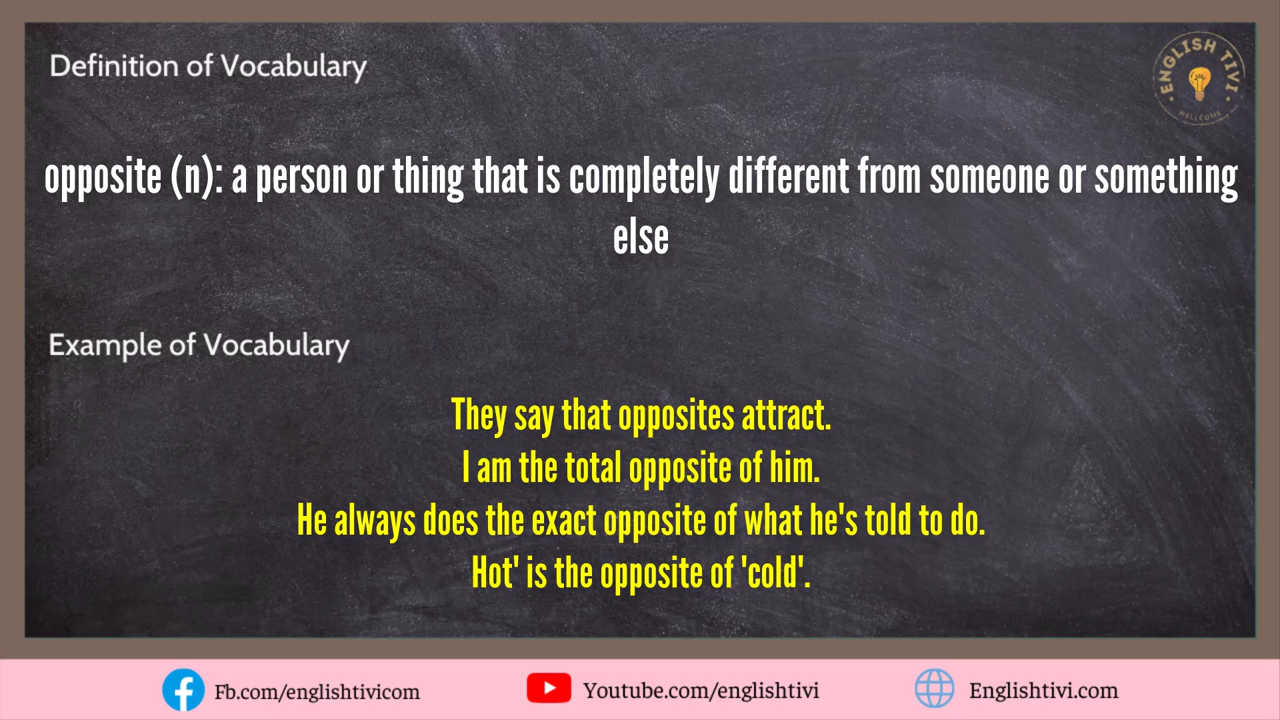 Definition of Vocabulary
ENGLISH TIVI
WELLCOME
opposite (n): a person or thing that is completely different from someone or something
else
Example of Vocabulary
They say that opposites attract.
I am the total opposite of him.
He always does the exact opposite of what he's told to do.
Hot' is the opposite of 'cold'.
Fb.com/englishtivicom
Youtube.com/englishtivi
Englishtivi.com